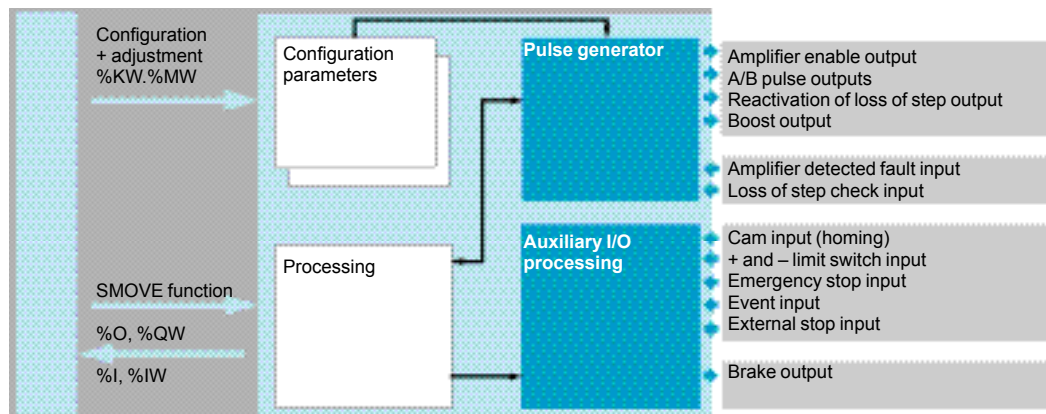 Configuration
+ adjustment
%KW.%MW
Configuration
parameters
Pulse generator
Amplifier enable output
A/B pulse outputs
Reactivation of loss of step output
Boost output
Amplifier detected fault input
Loss of step check input
SMOVE function
%O, %QW
%I, %IW
Processing
Auxiliary I/O
processing
Cam input (homing)
+ and – limit switch input
Emergency stop input
Event input
External stop input
Brake output